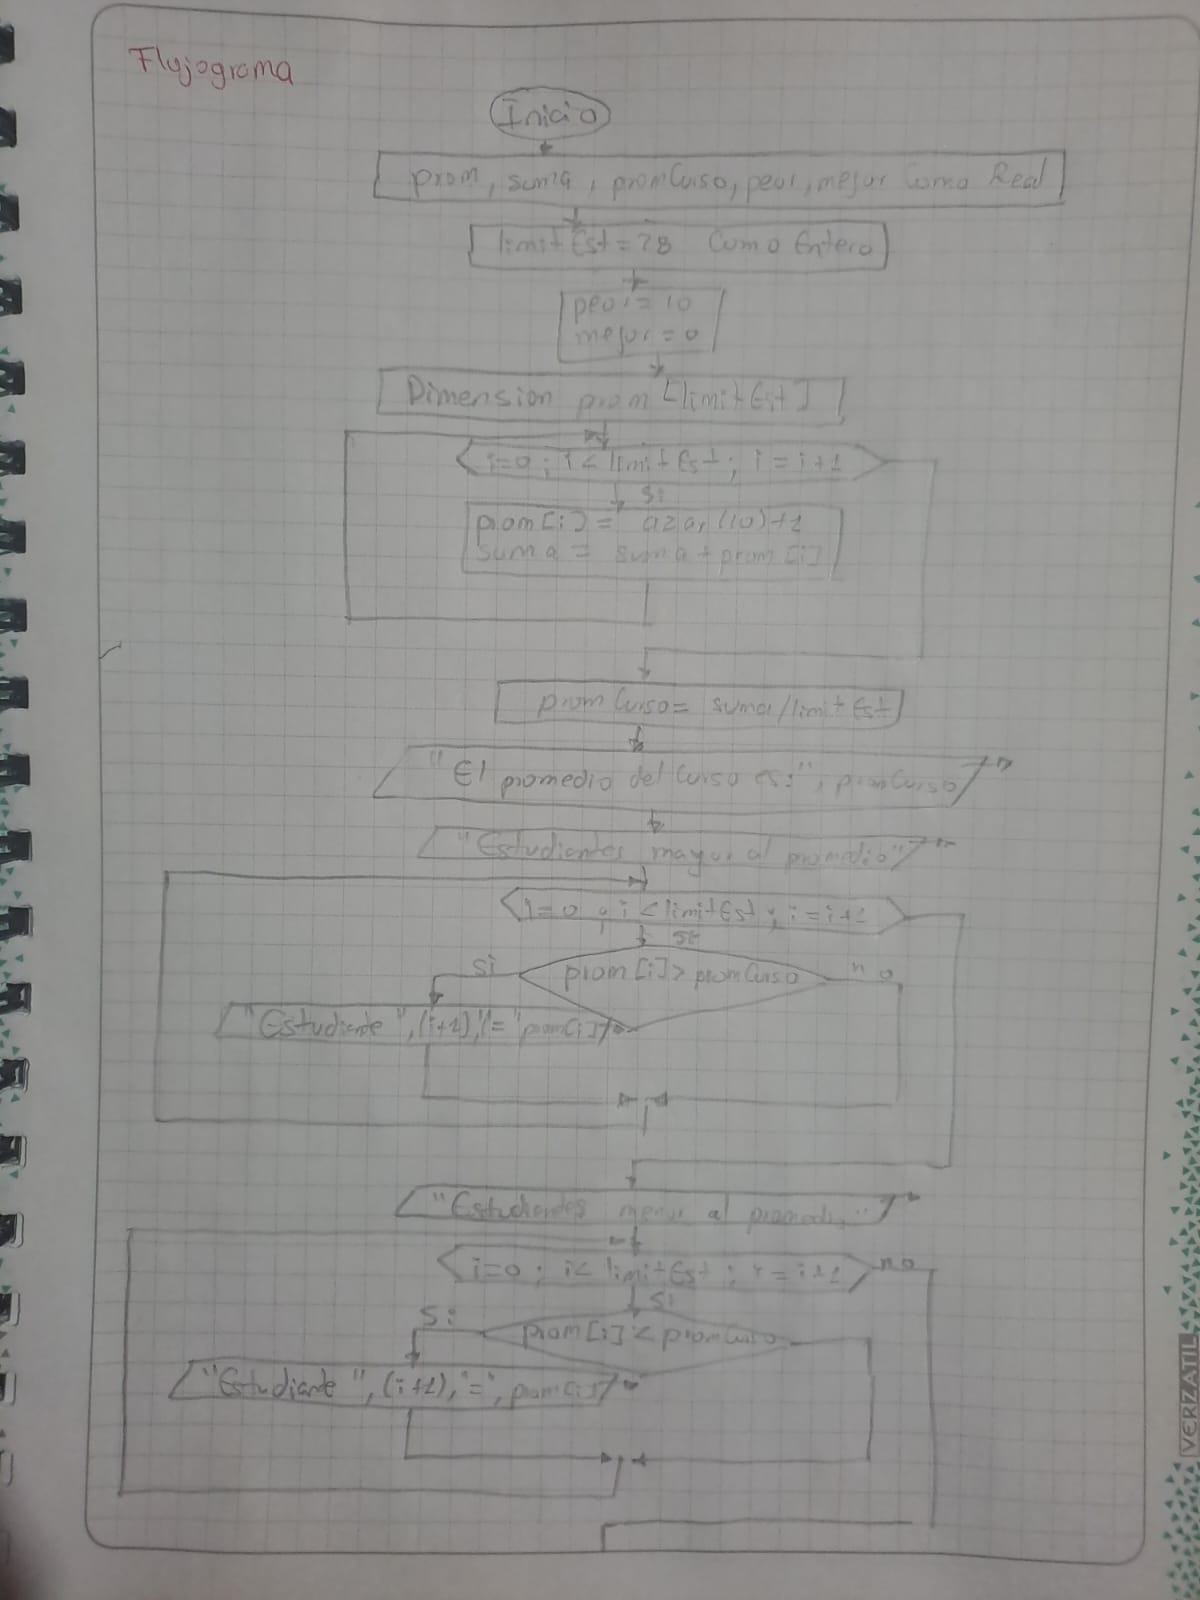 Flujograma
Inicio
prom, suma, promCurso, peor, mejor Como Real
limitEst = 28 Como Entero
peor = 10
mejor = 0
Dimension prom [limitEst]
i=0 ; i < limitEst ; i = i+1
si
prom[i] = azar(10)+1
suma = suma + prom[i]
promCurso = suma/limitEst
"El promedio del curso es:", promCurso
"Estudiantes mayor al promedio"
i=0 ; i < limitEst ; i = i+1
si
si prom[i] > promCurso no
"Estudiante ", (i+1), "=" prom[i]
"Estudiantes menor al promedio"
i=0 ; i < limitEst ; i = i+1 no
si
si prom[i] < promCurso
"Estudiante ", (i+1), "=", prom[i]
VERZATIL